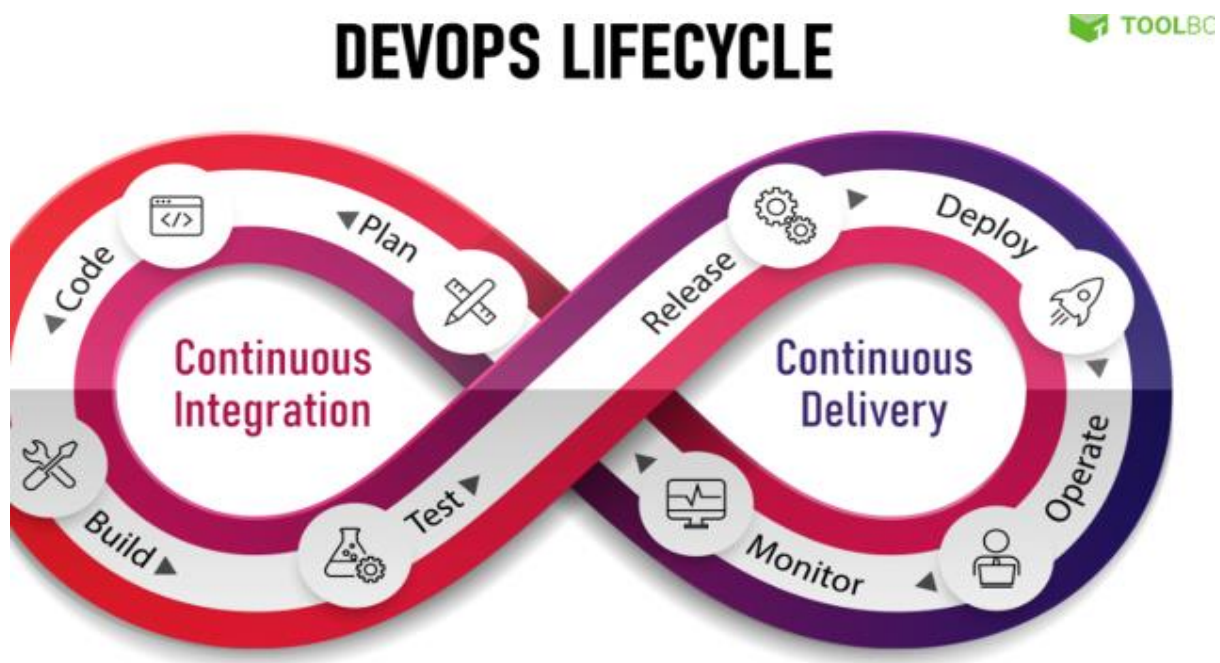 DEVOPS LIFECYCLE
TOOLBO
Plan
Code
</>
Build
Test
Release
Deploy
Operate
Monitor
Continuous
Integration
Continuous
Delivery